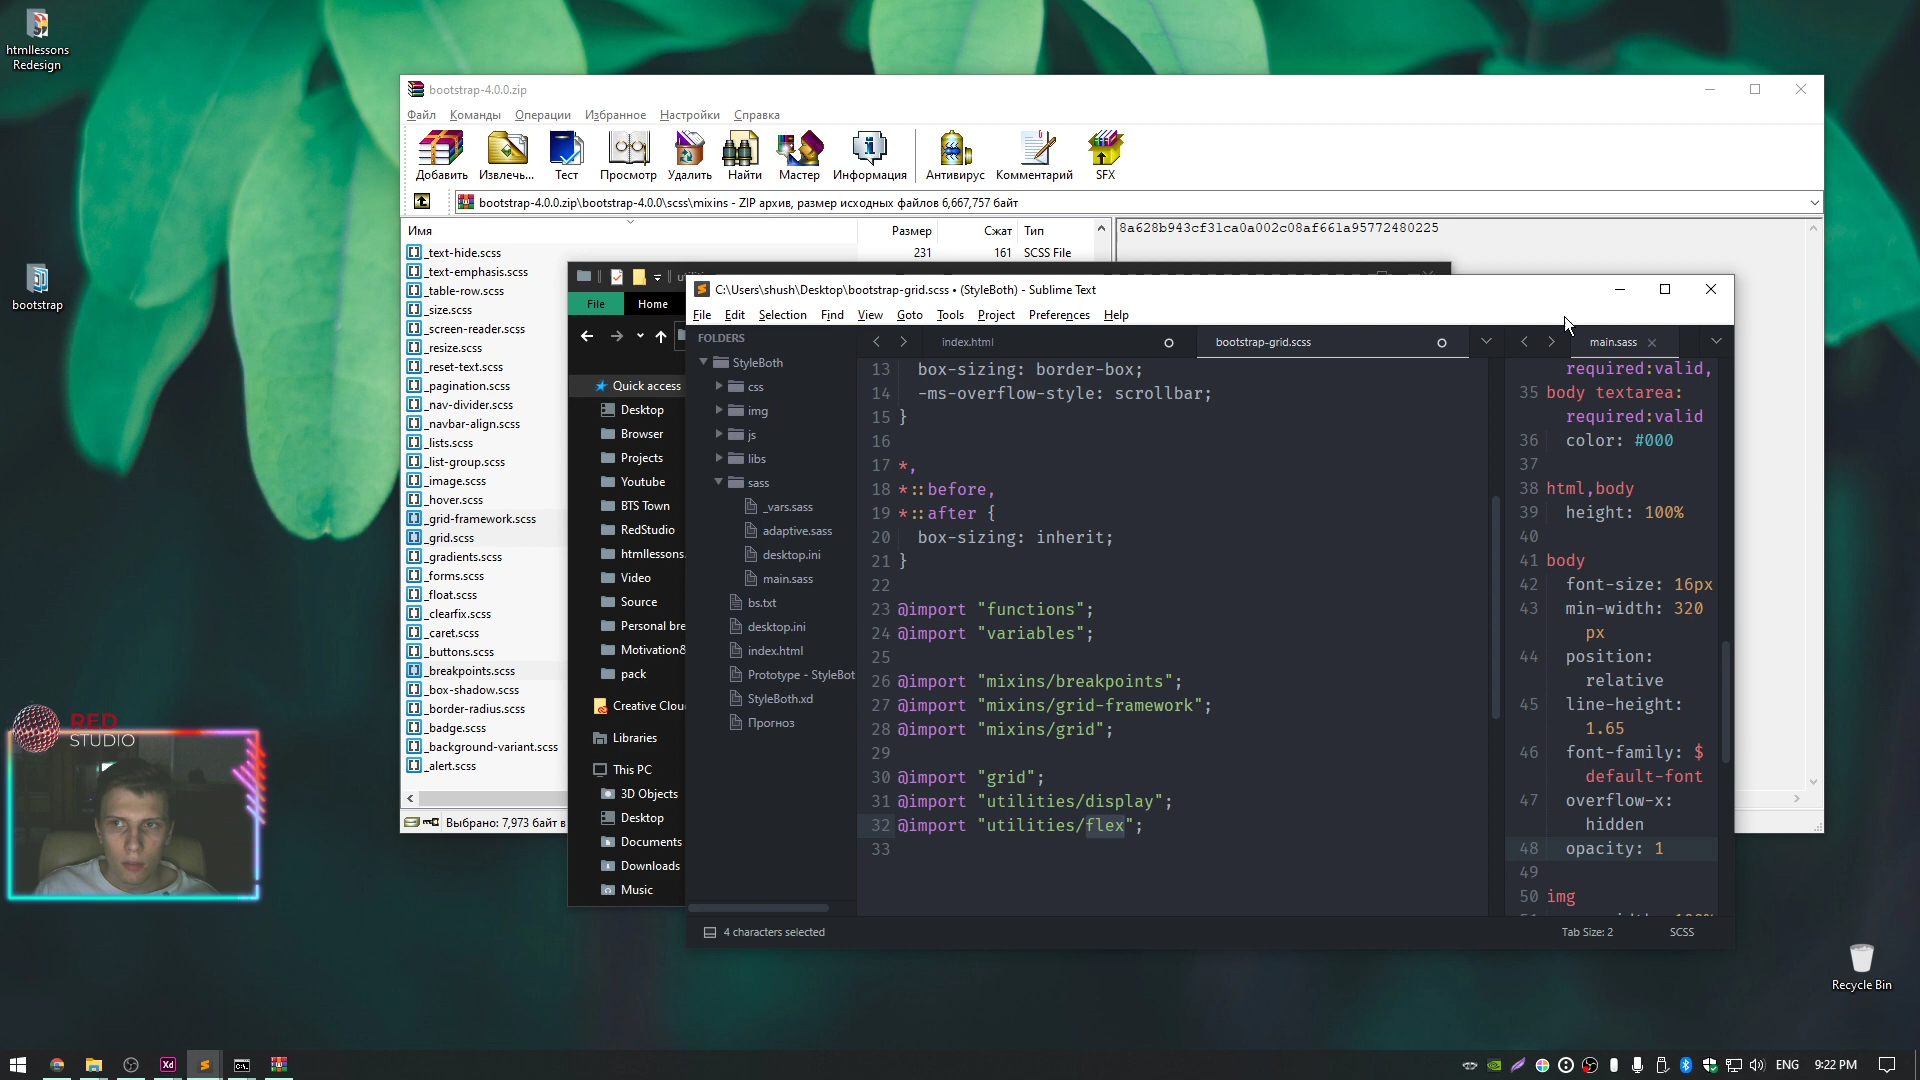 htmllessons
Redesign
bootstrap
RED
STUDIO
Recycle Bin
bootstrap-4.0.0.zip
Файл Команды Операции Избранное Настройки Справка
Добавить Извлечь... Тест Просмотр Удалить Найти Мастер Информация Антивирус Комментарий SFX
bootstrap-4.0.0.zip\bootstrap-4.0.0\scss\mixins - ZIP архив, размер исходных файлов 6,667,757 байт
Имя Размер Сжат Тип
8a628b943cf31ca0a002c08af661a95772480225
_text-hide.scss 231 161 SCSS File
_text-emphasis.scss
_table-row.scss
_size.scss
_screen-reader.scss
_resize.scss
_reset-text.scss
_pagination.scss
_nav-divider.scss
_navbar-align.scss
_lists.scss
_list-group.scss
_image.scss
_hover.scss
_grid-framework.scss
_grid.scss
_gradients.scss
_forms.scss
_float.scss
_clearfix.scss
_caret.scss
_buttons.scss
_breakpoints.scss
_box-shadow.scss
_border-radius.scss
_badge.scss
_background-variant.scss
_alert.scss
Выбрано: 7,973 байт в
File Home
Quick access
Desktop
Browser
Projects
Youtube
BTS Town
RedStudio
htmllessons.
Video
Source
Personal bre
Motivation&
pack
Creative Clou
Libraries
This PC
3D Objects
Desktop
Documents
Downloads
Music
C:\Users\shush\Desktop\bootstrap-grid.scss • (StyleBoth) - Sublime Text
File Edit Selection Find View Goto Tools Project Preferences Help
FOLDERS
StyleBoth
css
img
js
libs
sass
_vars.sass
adaptive.sass
desktop.ini
main.sass
bs.txt
desktop.ini
index.html
Prototype - StyleBot
StyleBoth.xd
Прогноз
index.html bootstrap-grid.scss main.sass
13 box-sizing: border-box;
14 -ms-overflow-style: scrollbar;
15 }
16
17 *,
18 *::before,
19 *::after {
20 box-sizing: inherit;
21 }
22
23 @import "functions";
24 @import "variables";
25
26 @import "mixins/breakpoints";
27 @import "mixins/grid-framework";
28 @import "mixins/grid";
29
30 @import "grid";
31 @import "utilities/display";
32 @import "utilities/flex";
33
required:valid,
35 body textarea:
required:valid
36 color: #000
37
38 html,body
39 height: 100%
40
41 body
42 font-size: 16px
43 min-width: 320
px
44 position:
relative
45 line-height:
1.65
46 font-family: $
default-font
47 overflow-x:
hidden
48 opacity: 1
49
50 img
4 characters selected Tab Size: 2 SCSS
Xd
ENG 9:22 PM